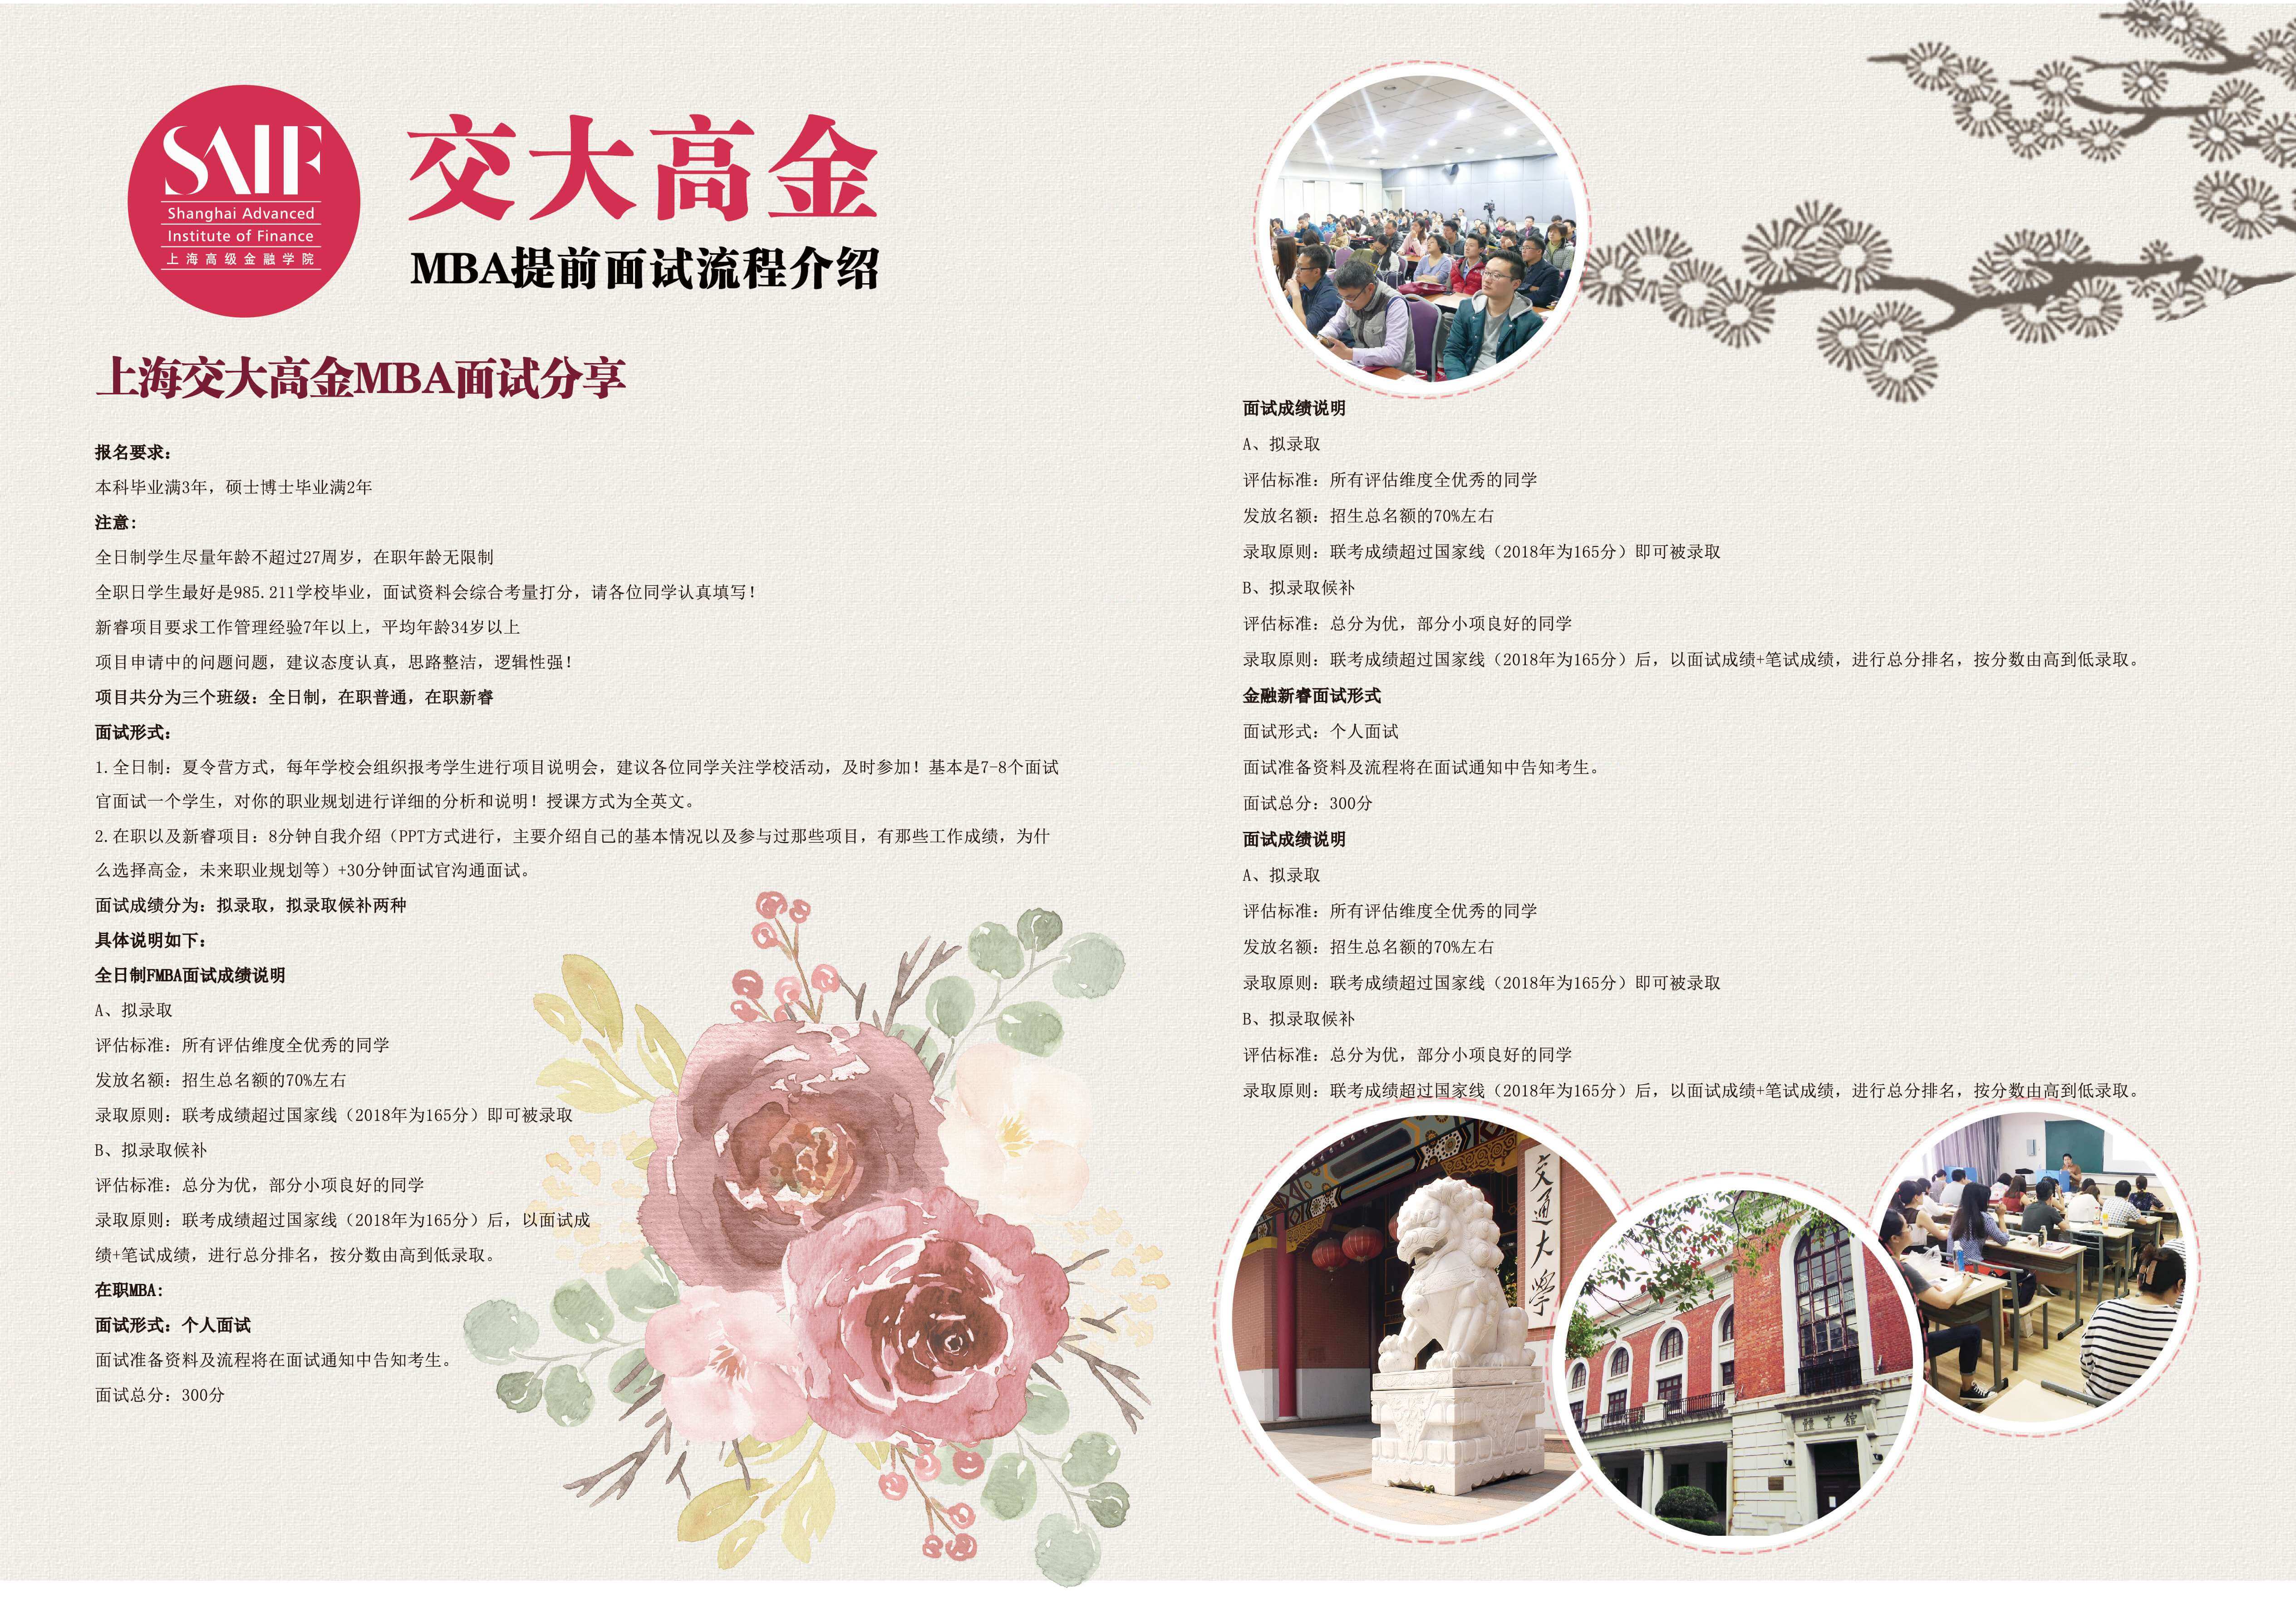 SAIF
Shanghai Advanced
Institute of Finance
上海高级金融学院
交大高金
MBA提前面试流程介绍
上海交大高金MBA面试分享
报名要求：
本科毕业满3年，硕士博士毕业满2年
注意：
全日制学生尽量年龄不超过27周岁，在职年龄无限制
全职日学生最好是985.211学校毕业，面试资料会综合考量打分，请各位同学认真填写！
新睿项目要求工作管理经验7年以上，平均年龄34岁以上
项目申请中的问题问题，建议态度认真，思路整洁，逻辑性强！
项目共分为三个班级：全日制，在职普通，在职新睿
面试形式：
1.全日制：夏令营方式，每年学校会组织报考学生进行项目说明会，建议各位同学关注学校活动，及时参加！基本是7-8个面试
官面试一个学生，对你的职业规划进行详细的分析和说明！授课方式为全英文。
2.在职以及新睿项目：8分钟自我介绍（PPT方式进行，主要介绍自己的基本情况以及参与过那些项目，有那些工作成绩，为什
么选择高金，未来职业规划等）+30分钟面试官沟通面试。
面试成绩分为：拟录取，拟录取候补两种
具体说明如下：
全日制FMBA面试成绩说明
A、拟录取
评估标准：所有评估维度全优秀的同学
发放名额：招生总名额的70%左右
录取原则：联考成绩超过国家线（2018年为165分）即可被录取
B、拟录取候补
评估标准：总分为优，部分小项良好的同学
录取原则：联考成绩超过国家线（2018年为165分）后，以面试成
绩+笔试成绩，进行总分排名，按分数由高到低录取。
在职MBA：
面试形式：个人面试
面试准备资料及流程将在面试通知中告知考生。
面试总分：300分
面试成绩说明
A、拟录取
评估标准：所有评估维度全优秀的同学
发放名额：招生总名额的70%左右
录取原则：联考成绩超过国家线（2018年为165分）即可被录取
B、拟录取候补
评估标准：总分为优，部分小项良好的同学
录取原则：联考成绩超过国家线（2018年为165分）后，以面试成绩+笔试成绩，进行总分排名，按分数由高到低录取。
金融新睿面试形式
面试形式：个人面试
面试准备资料及流程将在面试通知中告知考生。
面试总分：300分
面试成绩说明
A、拟录取
评估标准：所有评估维度全优秀的同学
发放名额：招生总名额的70%左右
录取原则：联考成绩超过国家线（2018年为165分）即可被录取
B、拟录取候补
评估标准：总分为优，部分小项良好的同学
录取原则：联考成绩超过国家线（2018年为165分）后，以面试成绩+笔试成绩，进行总分排名，按分数由高到低录取。
交通大學
體育館